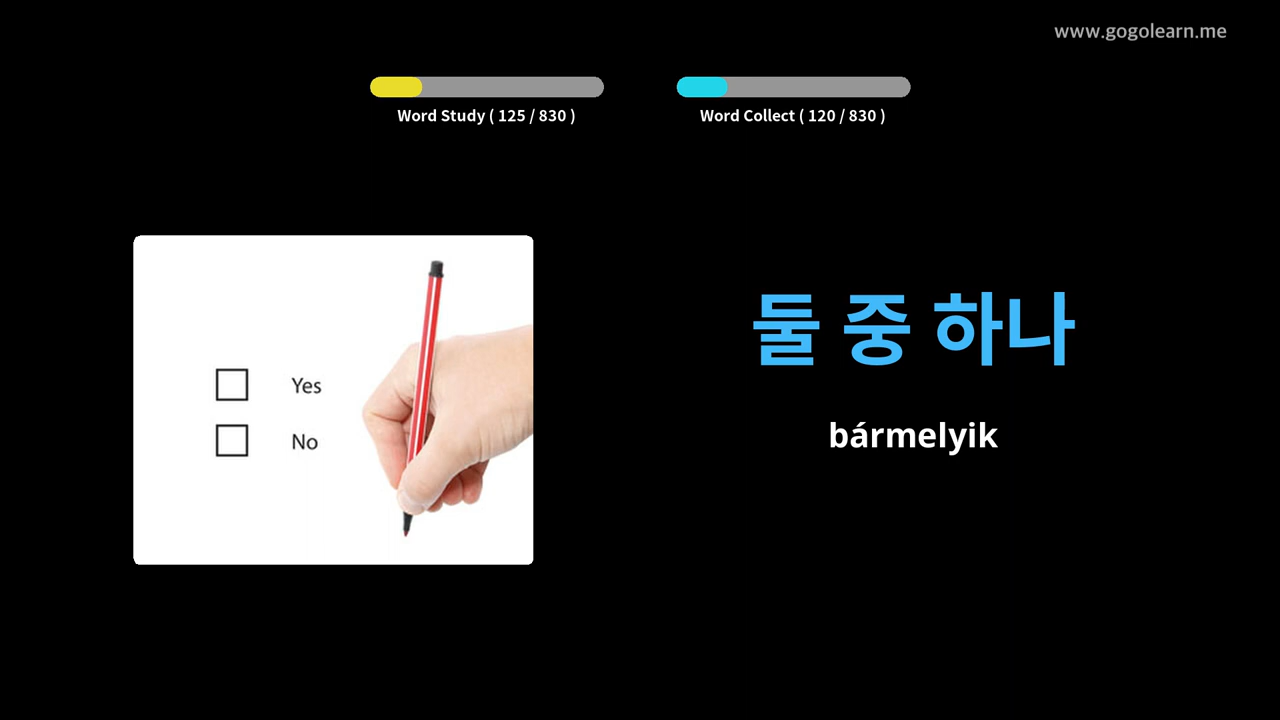 www.gogolearn.me
Word Study ( 125 / 830 )
Word Collect ( 120 / 830 )
Yes
No
둘 중 하나
bármelyik